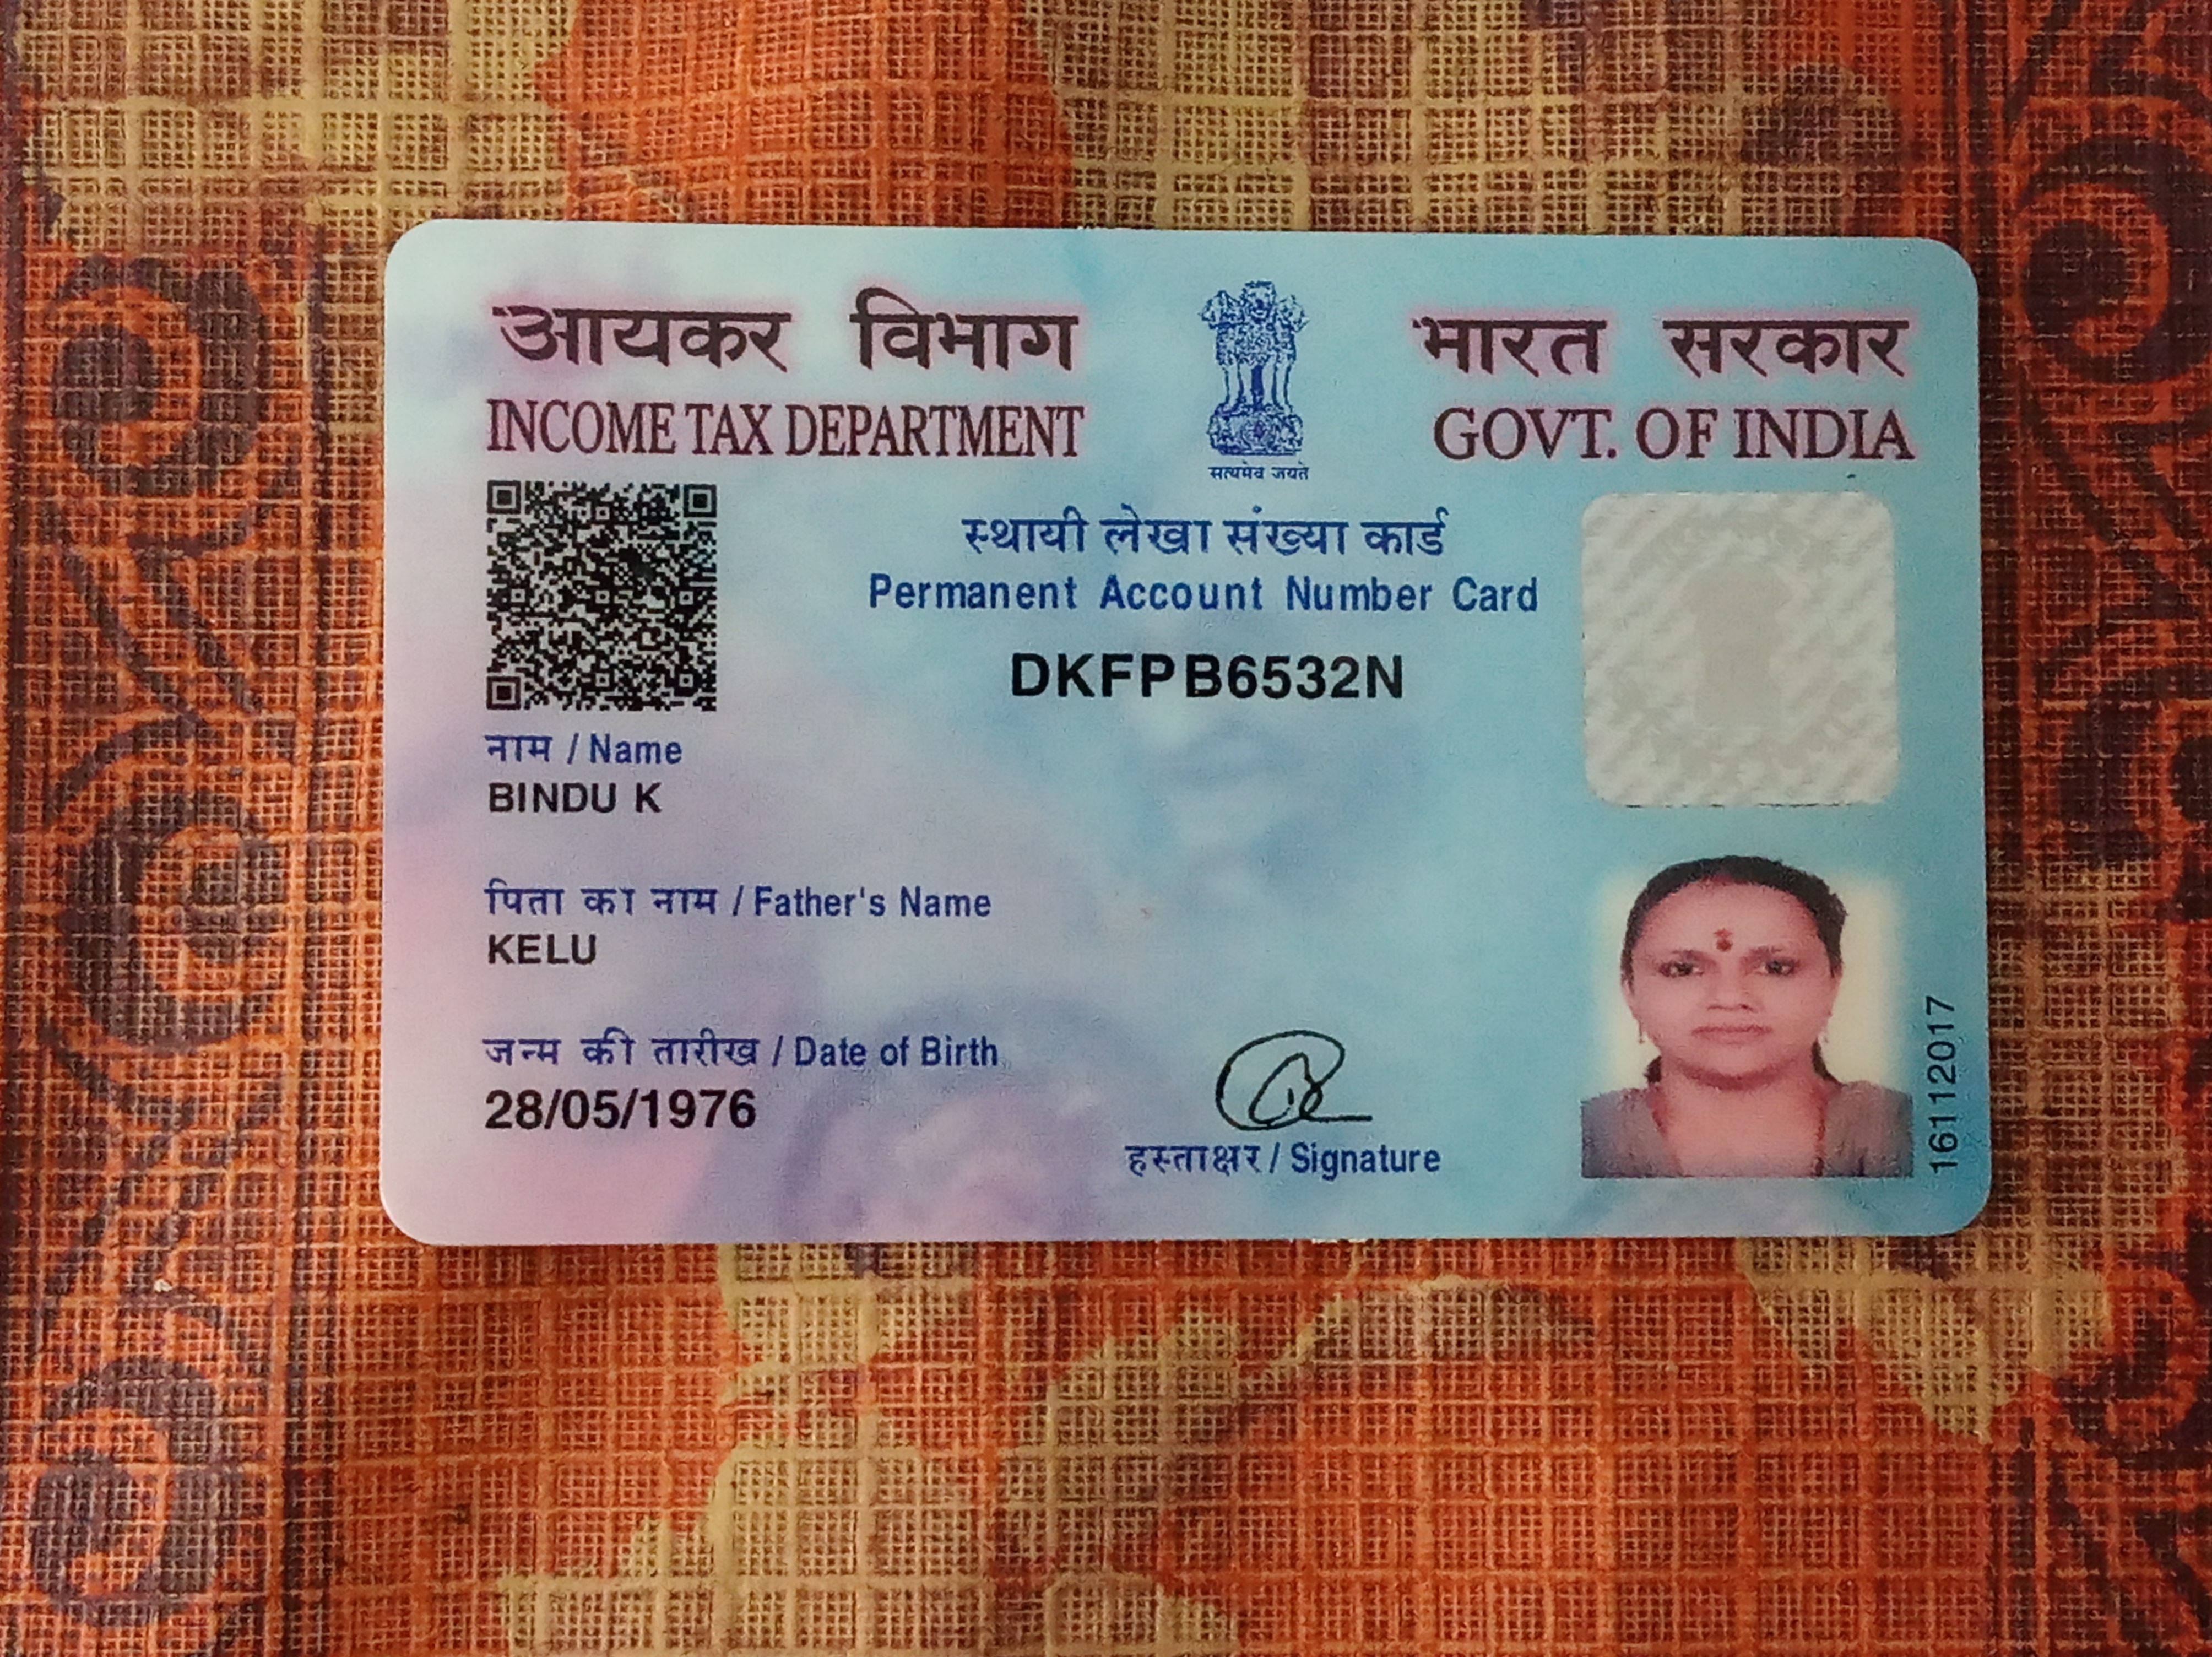 आयकर विभाग
INCOME TAX DEPARTMENT
सत्यमेव जयते
भारत सरकार
GOVT. OF INDIA
स्थायी लेखा संख्या कार्ड
Permanent Account Number Card
DKFPB6532N
नाम / Name
BINDU K
पिता का नाम / Father's Name
KELU
जन्म की तारीख / Date of Birth
28/05/1976
हस्ताक्षर / Signature
16112017